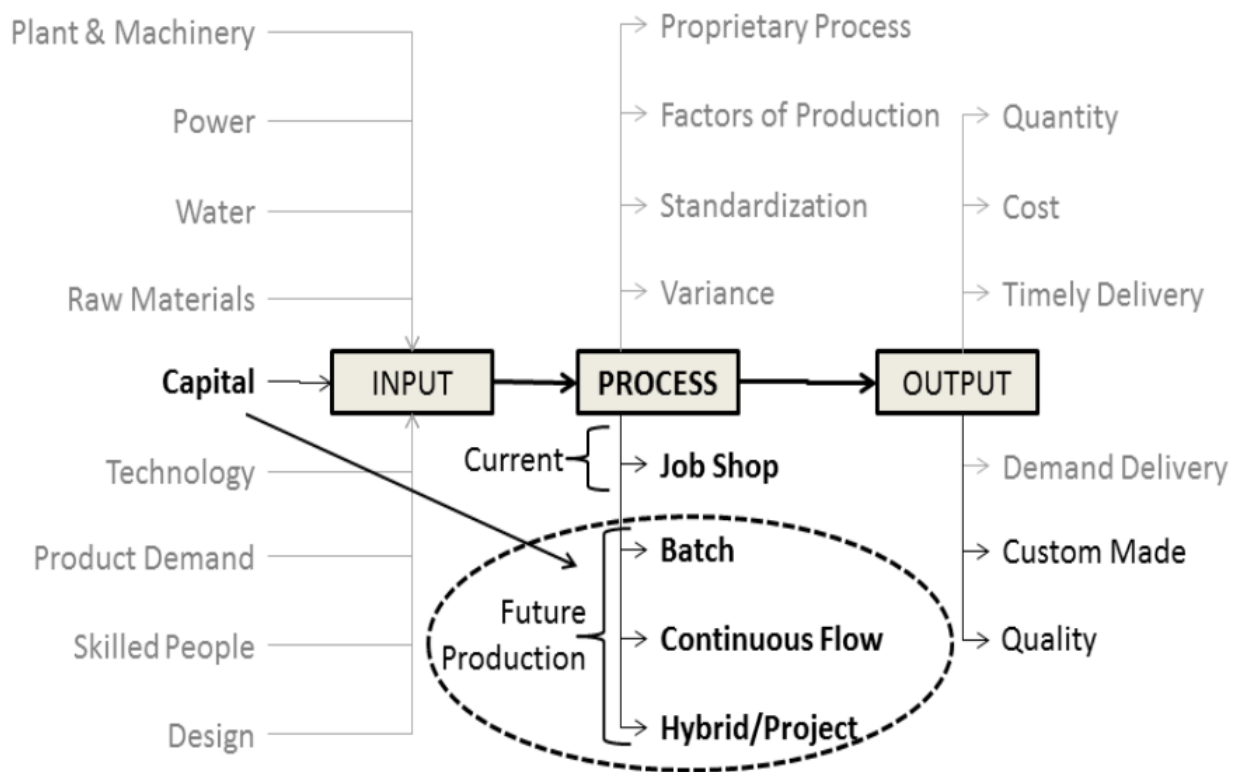 Plant & Machinery
Power
Water
Raw Materials
Capital
Technology
Product Demand
Skilled People
Design
INPUT
Proprietary Process
Factors of Production
Standardization
Variance
PROCESS
Current
Job Shop
Future
Production
Batch
Continuous Flow
Hybrid/Project
Quantity
Cost
Timely Delivery
OUTPUT
Demand Delivery
Custom Made
Quality